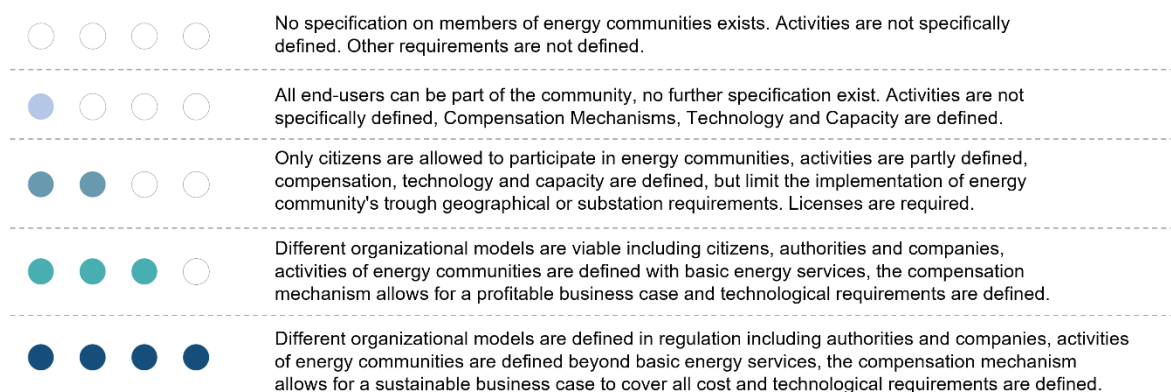 No specification on members of energy communities exists. Activities are not specifically
defined. Other requirements are not defined.
All end-users can be part of the community, no further specification exist. Activities are not
specifically defined, Compensation Mechanisms, Technology and Capacity are defined.
Only citizens are allowed to participate in energy communities, activities are partly defined,
compensation, technology and capacity are defined, but limit the implementation of energy
community's trough geographical or substation requirements. Licenses are required.
Different organizational models are viable including citizens, authorities and companies,
activities of energy communities are defined with basic energy services, the compensation
mechanism allows for a profitable business case and technological requirements are defined.
Different organizational models are defined in regulation including authorities and companies, activities
of energy communities are defined beyond basic energy services, the compensation mechanism
allows for a sustainable business case to cover all cost and technological requirements are defined.